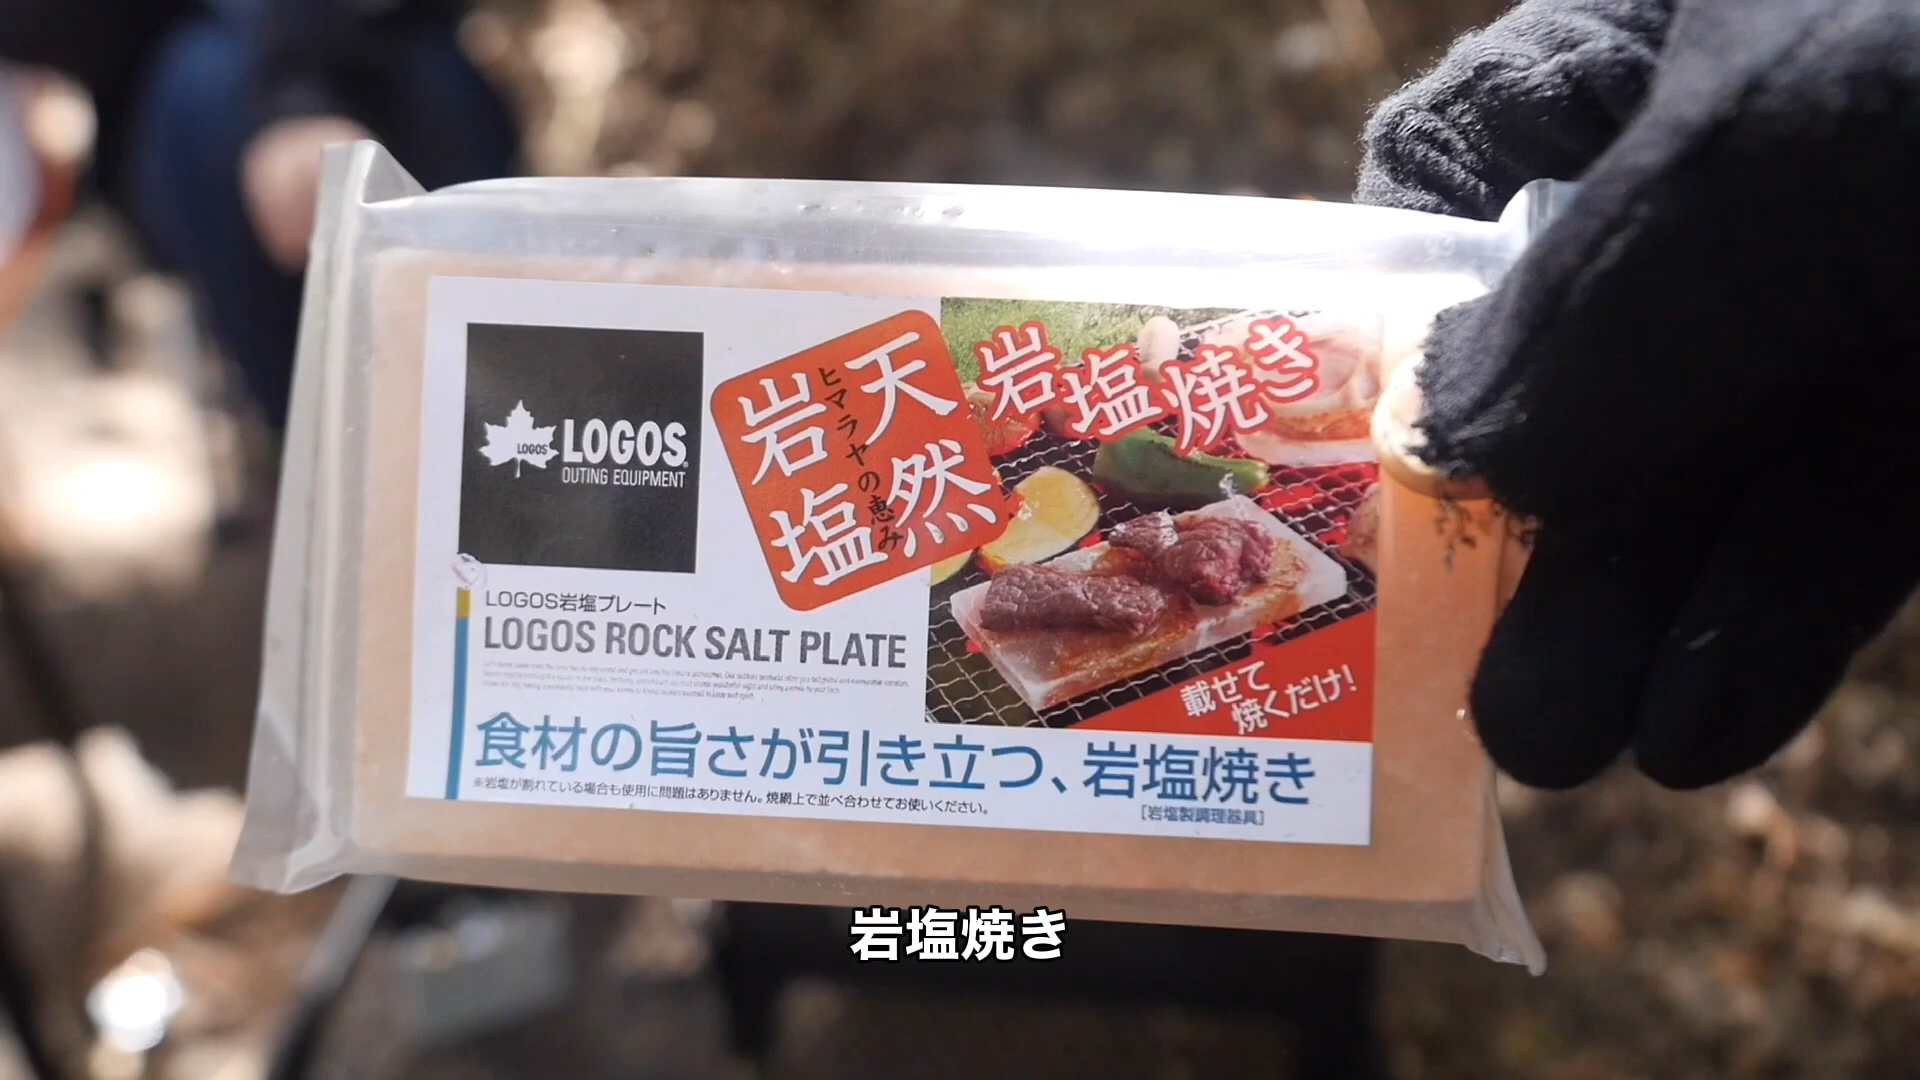 LOGOS
LOGOS
OUTING EQUIPMENT
天然
ヒマラヤの恵み
岩塩
岩塩焼き
LOGOS岩塩プレート
LOGOS ROCK SALT PLATE
載せて
焼くだけ!
食材の旨さが引き立つ、岩塩焼き
※岩塩が割れている場合も使用に問題はありません。焼網上で並べ合わせてお使いください。
[岩塩製調理器具]
岩塩焼き